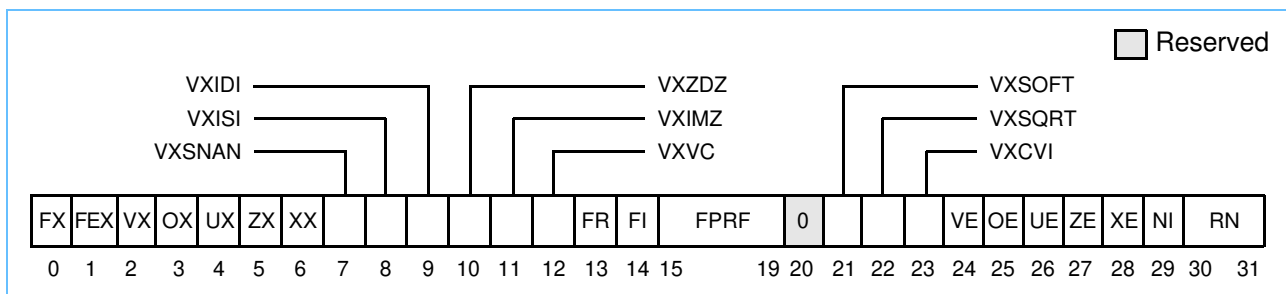 Reserved
VXIDI VXZDZ VXSOFT
VXISI VXIMZ VXSQRT
VXSNAN VXVC VXCVI
FX FEX VX OX UX ZX XX FR FI FPRF 0 VE OE UE ZE XE NI RN
0 1 2 3 4 5 6 7 8 9 10 11 12 13 14 15 19 20 21 22 23 24 25 26 27 28 29 30 31